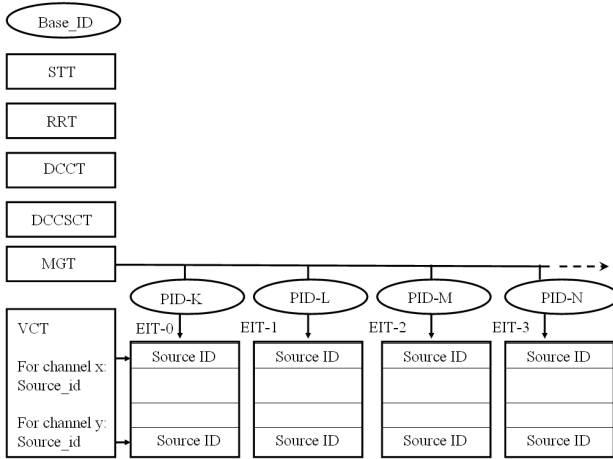 Base_ID
STT
RRT
DCCT
DCCSCT
MGT
PID-K
PID-L
PID-M
PID-N
EIT-0
EIT-1
EIT-2
EIT-3
VCT
For channel x:
Source_id
For channel y:
Source_id
Source ID
Source ID
Source ID
Source ID
Source ID
Source ID
Source ID
Source ID